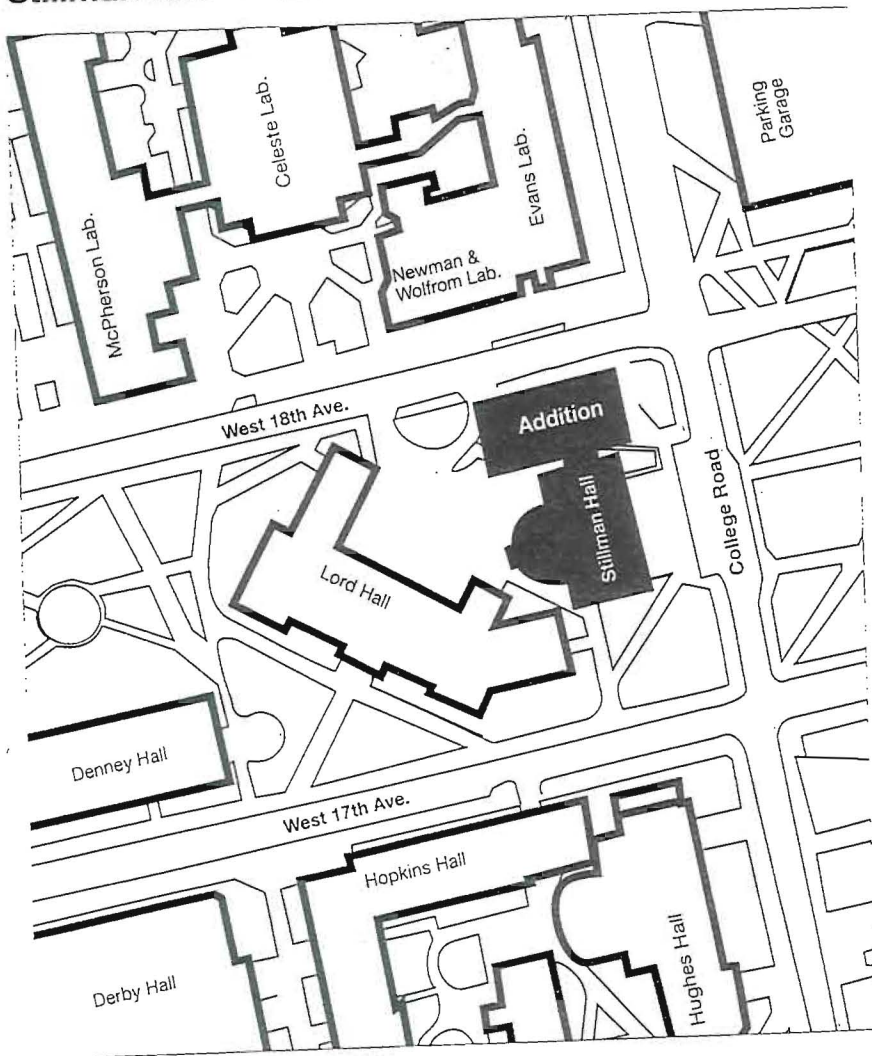 Celeste Lab.
Parking
Garage
Evans Lab.
McPherson Lab.
Newman &
Wolfrom Lab.
West 18th Ave.
Addition
Stillman Hall
College Road
Lord Hall
Denney Hall
West 17th Ave.
Hopkins Hall
Hughes Hall
Derby Hall